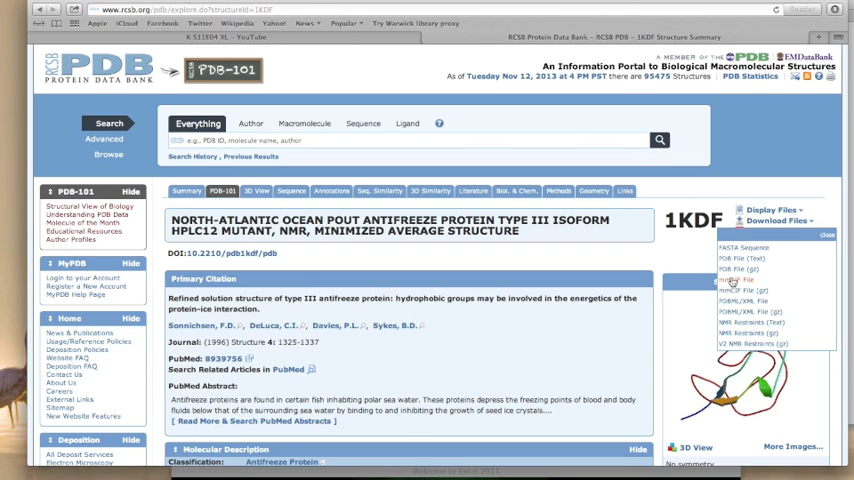 www.rcsb.org/pdb/explore.do?structureId=1KDF
Reader
Apple iCloud Facebook Twitter Wikipedia Yahoo! News Popular Try Warwick library proxy
K S11E04 XL – YouTube
RCSB Protein Data Bank – RCSB PDB – 1KDF Structure Summary
RCSB PDB
PROTEIN DATA BANK
PDB-101
A MEMBER OF THE PDB EMDataBank
An Information Portal to Biological Macromolecular Structures
As of Tuesday Nov 12, 2013 at 4 PM PST there are 95475 Structures PDB Statistics
Search
Advanced
Browse
Everything Author Macromolecule Sequence Ligand
e.g., PDB ID, molecule name, author
Search History , Previous Results
PDB-101 Hide
Structural View of Biology
Understanding PDB Data
Molecule of the Month
Educational Resources
Author Profiles
MyPDB Hide
Login to your Account
Register a New Account
MyPDB Help Page
Home Hide
News & Publications
Usage/Reference Policies
Deposition Policies
Website FAQ
Deposition FAQ
Contact Us
About Us
Careers
External Links
Sitemap
New Website Features
Deposition Hide
All Deposit Services
Electron Microscopy
Summary PDB-101 3D View Sequence Annotations Seq. Similarity 3D Similarity Literature Biol. & Chem. Methods Geometry Links
NORTH-ATLANTIC OCEAN POUT ANTIFREEZE PROTEIN TYPE III ISOFORM
HPLC12 MUTANT, NMR, MINIMIZED AVERAGE STRUCTURE
DOI:10.2210/pdb1kdf/pdb
Primary Citation
Refined solution structure of type III antifreeze protein: hydrophobic groups may be involved in the energetics of the
protein-ice interaction.
Sonnichsen, F.D. , DeLuca, C.I. , Davies, P.L. , Sykes, B.D.
Journal: (1996) Structure 4: 1325-1337
PubMed: 8939756
Search Related Articles in PubMed
PubMed Abstract:
Antifreeze proteins are found in certain fish inhabiting polar sea water. These proteins depress the freezing points of blood and body
fluids below that of the surrounding sea water by binding to and inhibiting the growth of seed ice crystals....
[ Read More & Search PubMed Abstracts ]
Molecular Description Hide
Classification: Antifreeze Protein
1KDF
Display Files
Download Files
close
FASTA Sequence
PDB File (Text)
PDB File (gz)
mmCIF File
mmCIF File (gz)
PDBML/XML File
PDBML/XML File (gz)
NMR Restraints (Text)
NMR Restraints (gz)
V2 NMR Restraints (gz)
3D View More Images...
No symmetry
Welcome to Excel 2011